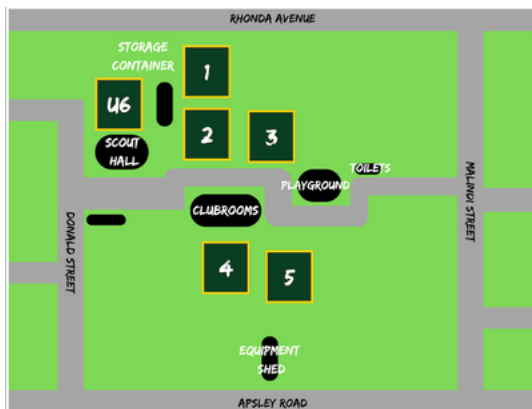 RHONDA AVENUE
STORAGE
CONTAINER
1
U6
2
3
SCOUT
HALL
TOILETS
PLAYGROUND
CLUBROOMS
DONALD STREET
MALINDI STREET
4
5
EQUIPMENT
SHED
APSLEY ROAD